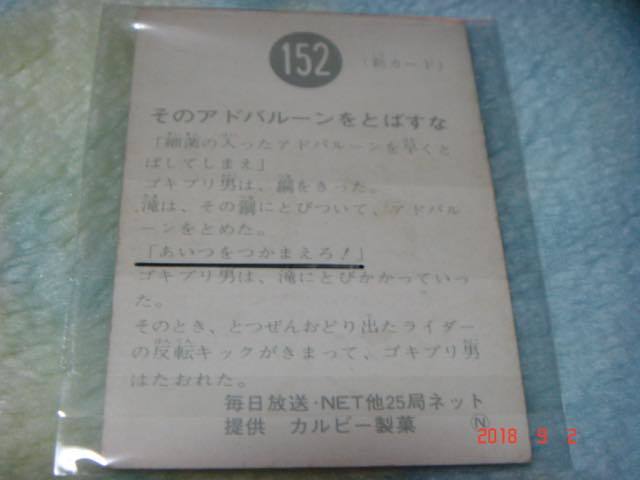 152
(新カード)
そのアドバルーンをとばすな
「細菌の入ったアドバルーンを早くと
ばしてしまえ」
ゴキブリ男は、綱をきった。
滝は、その綱にとびついて、アドバル
ーンをとめた。
「あいつをつかまえろ!」
ゴキブリ男は、滝にとびかかっていっ
た。
そのとき、とつぜんおどり出たライダー
の反転キックがきまって、ゴキブリ男
はたおれた。
毎日放送・NET他25局ネット
提供 カルビー製菓 N
2018 9 2